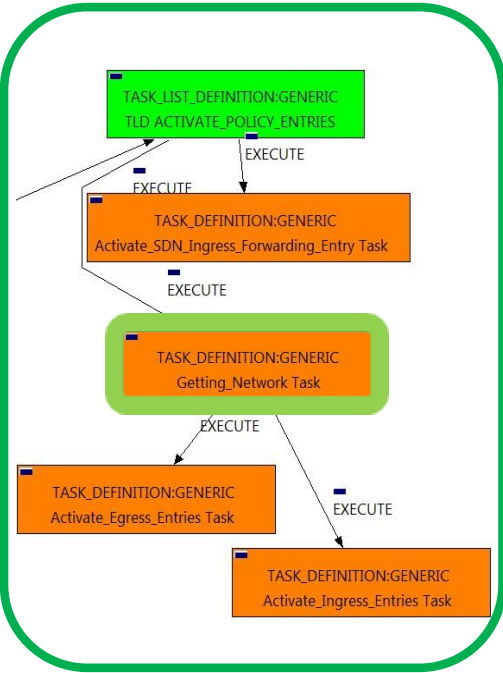 TASK_LIST_DEFINITION:GENERIC
TLD ACTIVATE_POLICY_ENTRIES
EXECUTE
EXECUTE
TASK_DEFINITION:GENERIC
Activate_SDN_Ingress_Forwarding_Entry Task
EXECUTE
TASK_DEFINITION:GENERIC
Getting_Network Task
EXECUTE
TASK_DEFINITION:GENERIC
Activate_Egress_Entries Task
EXECUTE
TASK_DEFINITION:GENERIC
Activate_Ingress_Entries Task